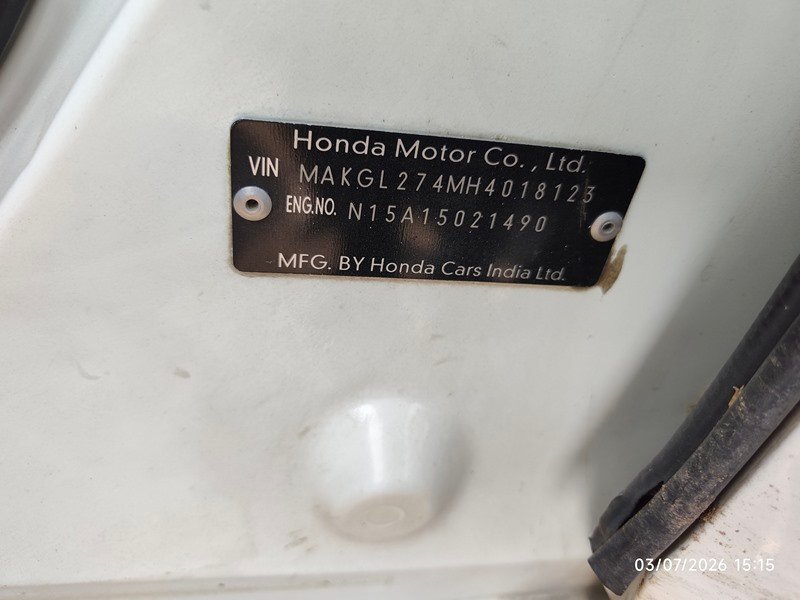 Honda Motor Co., Ltd.
VIN MAKGL274MH4018123
ENG.NO. N15A15021490
MFG. BY Honda Cars India Ltd.
03/07/2026 15:15